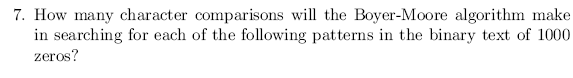 7. How many character comparisons will the Boyer-Moore algorithm make
in searching for each of the following patterns in the binary text of 1000
zeros?